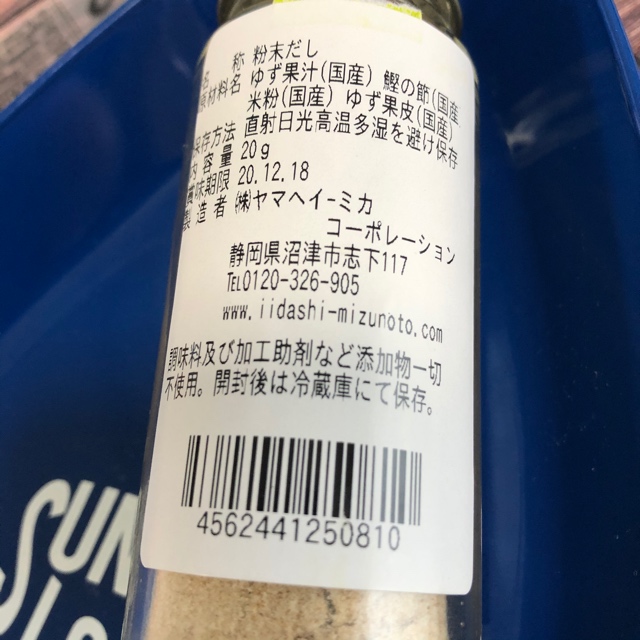 名 称 粉末だし
原材料名 ゆず果汁(国産) 鰹の節(国産
米粉(国産) ゆず果皮(国産)
保存方法 直射日光高温多湿を避け保存
内容量 20g
賞味期限 20.12.18
製造者 ㈱ヤマヘイ-ミカ
コーポレーション
静岡県沼津市志下117
TEL0120-326-905
www.iidashi-mizunoto.com
調味料及び加工助剤など添加物一切
不使用。開封後は冷蔵庫にて保存。
4562441250810
SUN